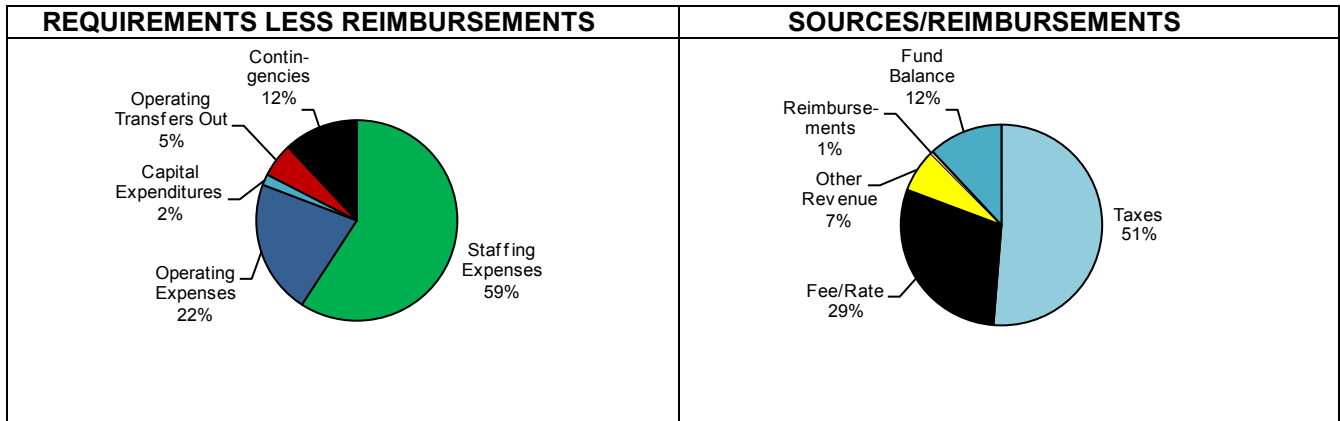 REQUIREMENTS LESS REIMBURSEMENTS
Contin-
gencies
12%
Operating
Transfers Out
5%
Capital
Expenditures
2%
Operating
Expenses
22%
Staffing
Expenses
59%
SOURCES/REIMBURSEMENTS
Fund
Balance
12%
Reimburse-
ments
1%
Other
Revenue
7%
Fee/Rate
29%
Taxes
51%